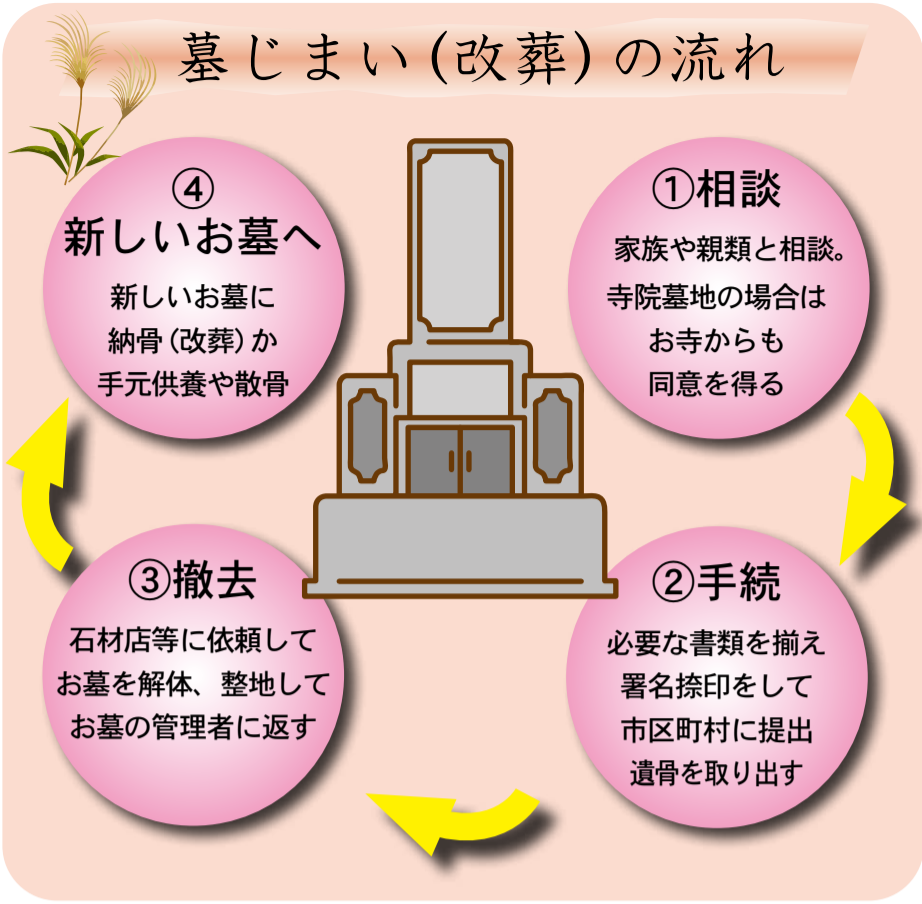 墓じまい(改葬)の流れ
①相談
家族や親類と相談。
寺院墓地の場合は
お寺からも
同意を得る
②手続
必要な書類を揃え
署名捺印をして
市区町村に提出
遺骨を取り出す
③撤去
石材店等に依頼して
お墓を解体、整地して
お墓の管理者に返す
④
新しいお墓へ
新しいお墓に
納骨(改葬)か
手元供養や散骨